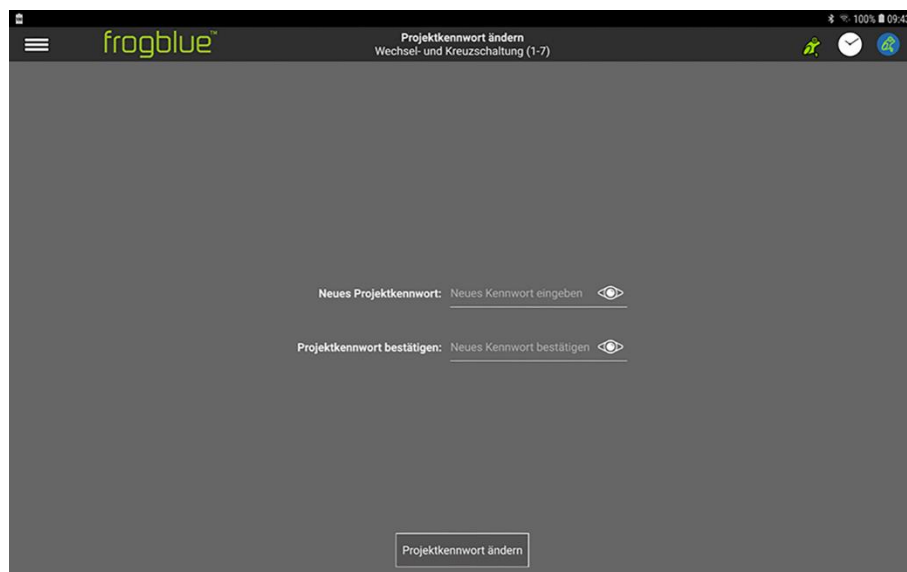 100% 09:43
frogblue™
Projektkennwort ändern
Wechsel- und Kreuzschaltung (1-7)
Neues Projektkennwort: Neues Kennwort eingeben
Projektkennwort bestätigen: Neues Kennwort bestätigen
Projektkennwort ändern